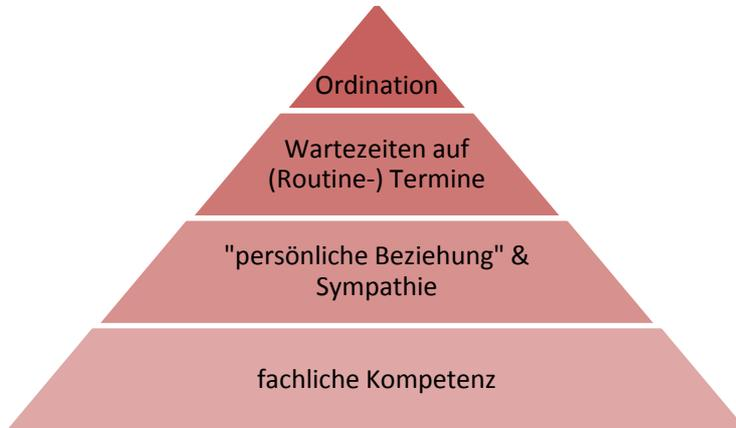 Ordination
Wartezeiten auf
(Routine-) Termine
"persönliche Beziehung" &
Sympathie
fachliche Kompetenz